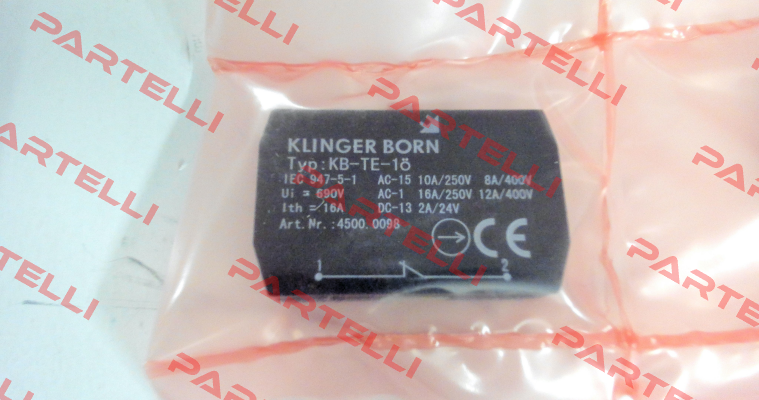 KLINGER BORN
Typ:KB-TE-1ö
IEC 947-5-1 AC-15 10A/250V 8A/400V
Ui = 690V AC-1 16A/250V 12A/400V
Ith = 16A DC-13 2A/24V
Art.Nr.:4500.0098
CE
1 2
PARTELLI
PARTELLI
PARTELLI
PARTELLI
PARTELLI
PARTELLI
PARTELLI
PARTELLI
PARTELLI
PARTELLI